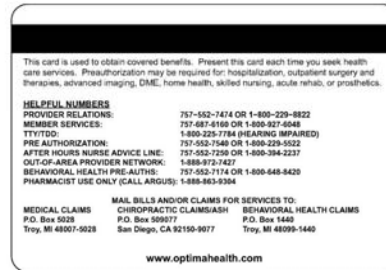 This card is used to obtain covered benefits. Present this card each time you seek health
care services. Preauthorization may be required for: hospitalization, outpatient surgery and
therapies, advanced imaging, DME, home health, skilled nursing, acute rehab, or prosthetics.
HELPFUL NUMBERS
PROVIDER RELATIONS: 757-552-7474 OR 1-800-229-8822
MEMBER SERVICES: 757-687-6160 OR 1-800-927-6048
TTY/TDD: 1-800-225-7784 (HEARING IMPAIRED)
PRE AUTHORIZATION: 757-552-7540 OR 1-800-229-5522
AFTER HOURS NURSE ADVICE LINE: 757-552-7250 OR 1-800-394-2237
OUT-OF-AREA PROVIDER NETWORK: 1-888-972-7427
BEHAVIORAL HEALTH PRE-AUTHS: 757-552-7174 OR 1-800-648-8420
PHARMACIST USE ONLY (CALL ARGUS): 1-888-863-9304
MAIL BILLS AND/OR CLAIMS FOR SERVICES TO:
MEDICAL CLAIMS CHIROPRACTIC CLAIMS/ASH BEHAVIORAL HEALTH CLAIMS
P.O. Box 5028 P.O. Box 509077 P.O. Box 1440
Troy, MI 48007-5028 San Diego, CA 92150-9077 Troy, MI 48099-1440
www.optimahealth.com